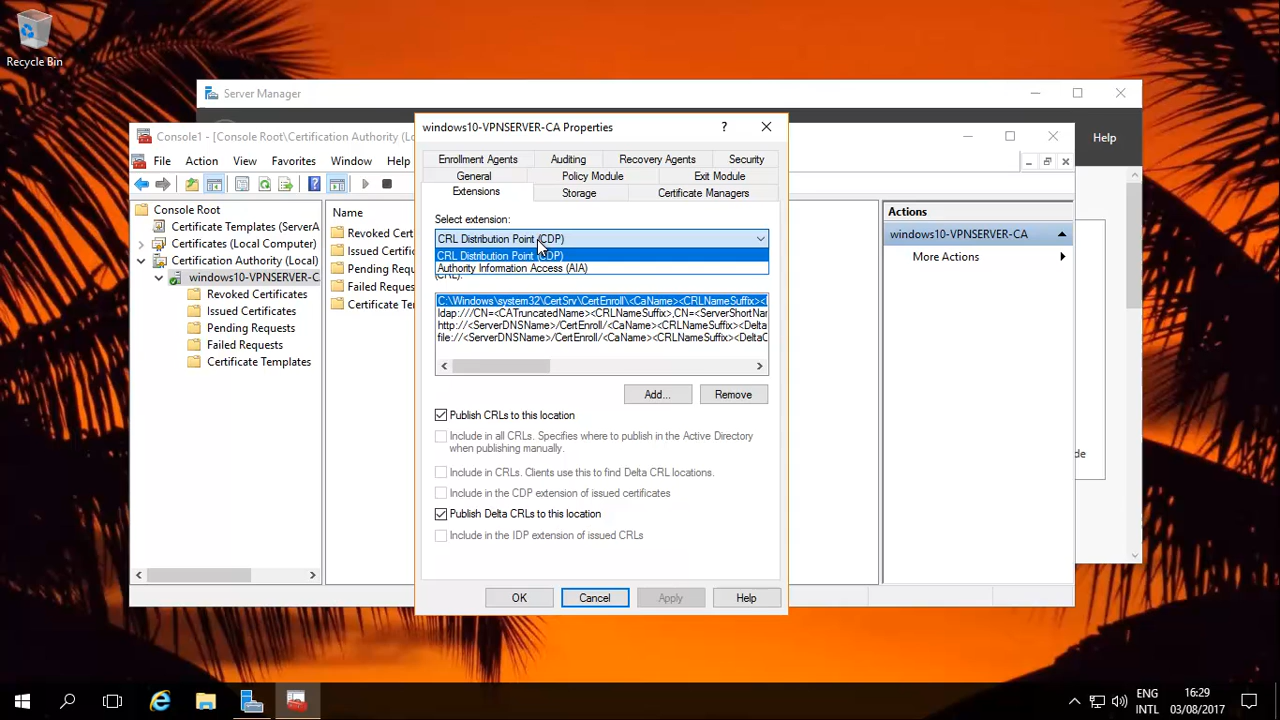 Recycle Bin
Server Manager
Help
Console1 - [Console Root\Certification Authority (Lo
File Action View Favorites Window Help
Console Root
Certificate Templates (ServerA
Certificates (Local Computer)
Certification Authority (Local)
windows10-VPNSERVER-C
Revoked Certificates
Issued Certificates
Pending Requests
Failed Requests
Certificate Templates
Name
Revoked Certific
Issued Certificat
Pending Reques
Failed Requests
Certificate Temp
windows10-VPNSERVER-CA Properties
Enrollment Agents Auditing Recovery Agents Security
General Policy Module Exit Module
Extensions Storage Certificate Managers
Select extension:
CRL Distribution Point (CDP)
CRL Distribution Point (CDP)
Authority Information Access (AIA)
(CRL).
C:\Windows\system32\CertSrv\CertEnroll\<CaName><CRLNameSuffix><
ldap:///CN=<CATruncatedName><CRLNameSuffix>,CN=<ServerShortNam
http://<ServerDNSName>/CertEnroll/<CaName><CRLNameSuffix><Delta
file://<ServerDNSName>/CertEnroll/<CaName><CRLNameSuffix><DeltaC
Add... Remove
Publish CRLs to this location
Include in all CRLs. Specifies where to publish in the Active Directory
when publishing manually.
Include in CRLs. Clients use this to find Delta CRL locations.
Include in the CDP extension of issued certificates
Publish Delta CRLs to this location
Include in the IDP extension of issued CRLs
OK Cancel Apply Help
Actions
windows10-VPNSERVER-CA
More Actions
de
ENG
INTL
16:29
03/08/2017